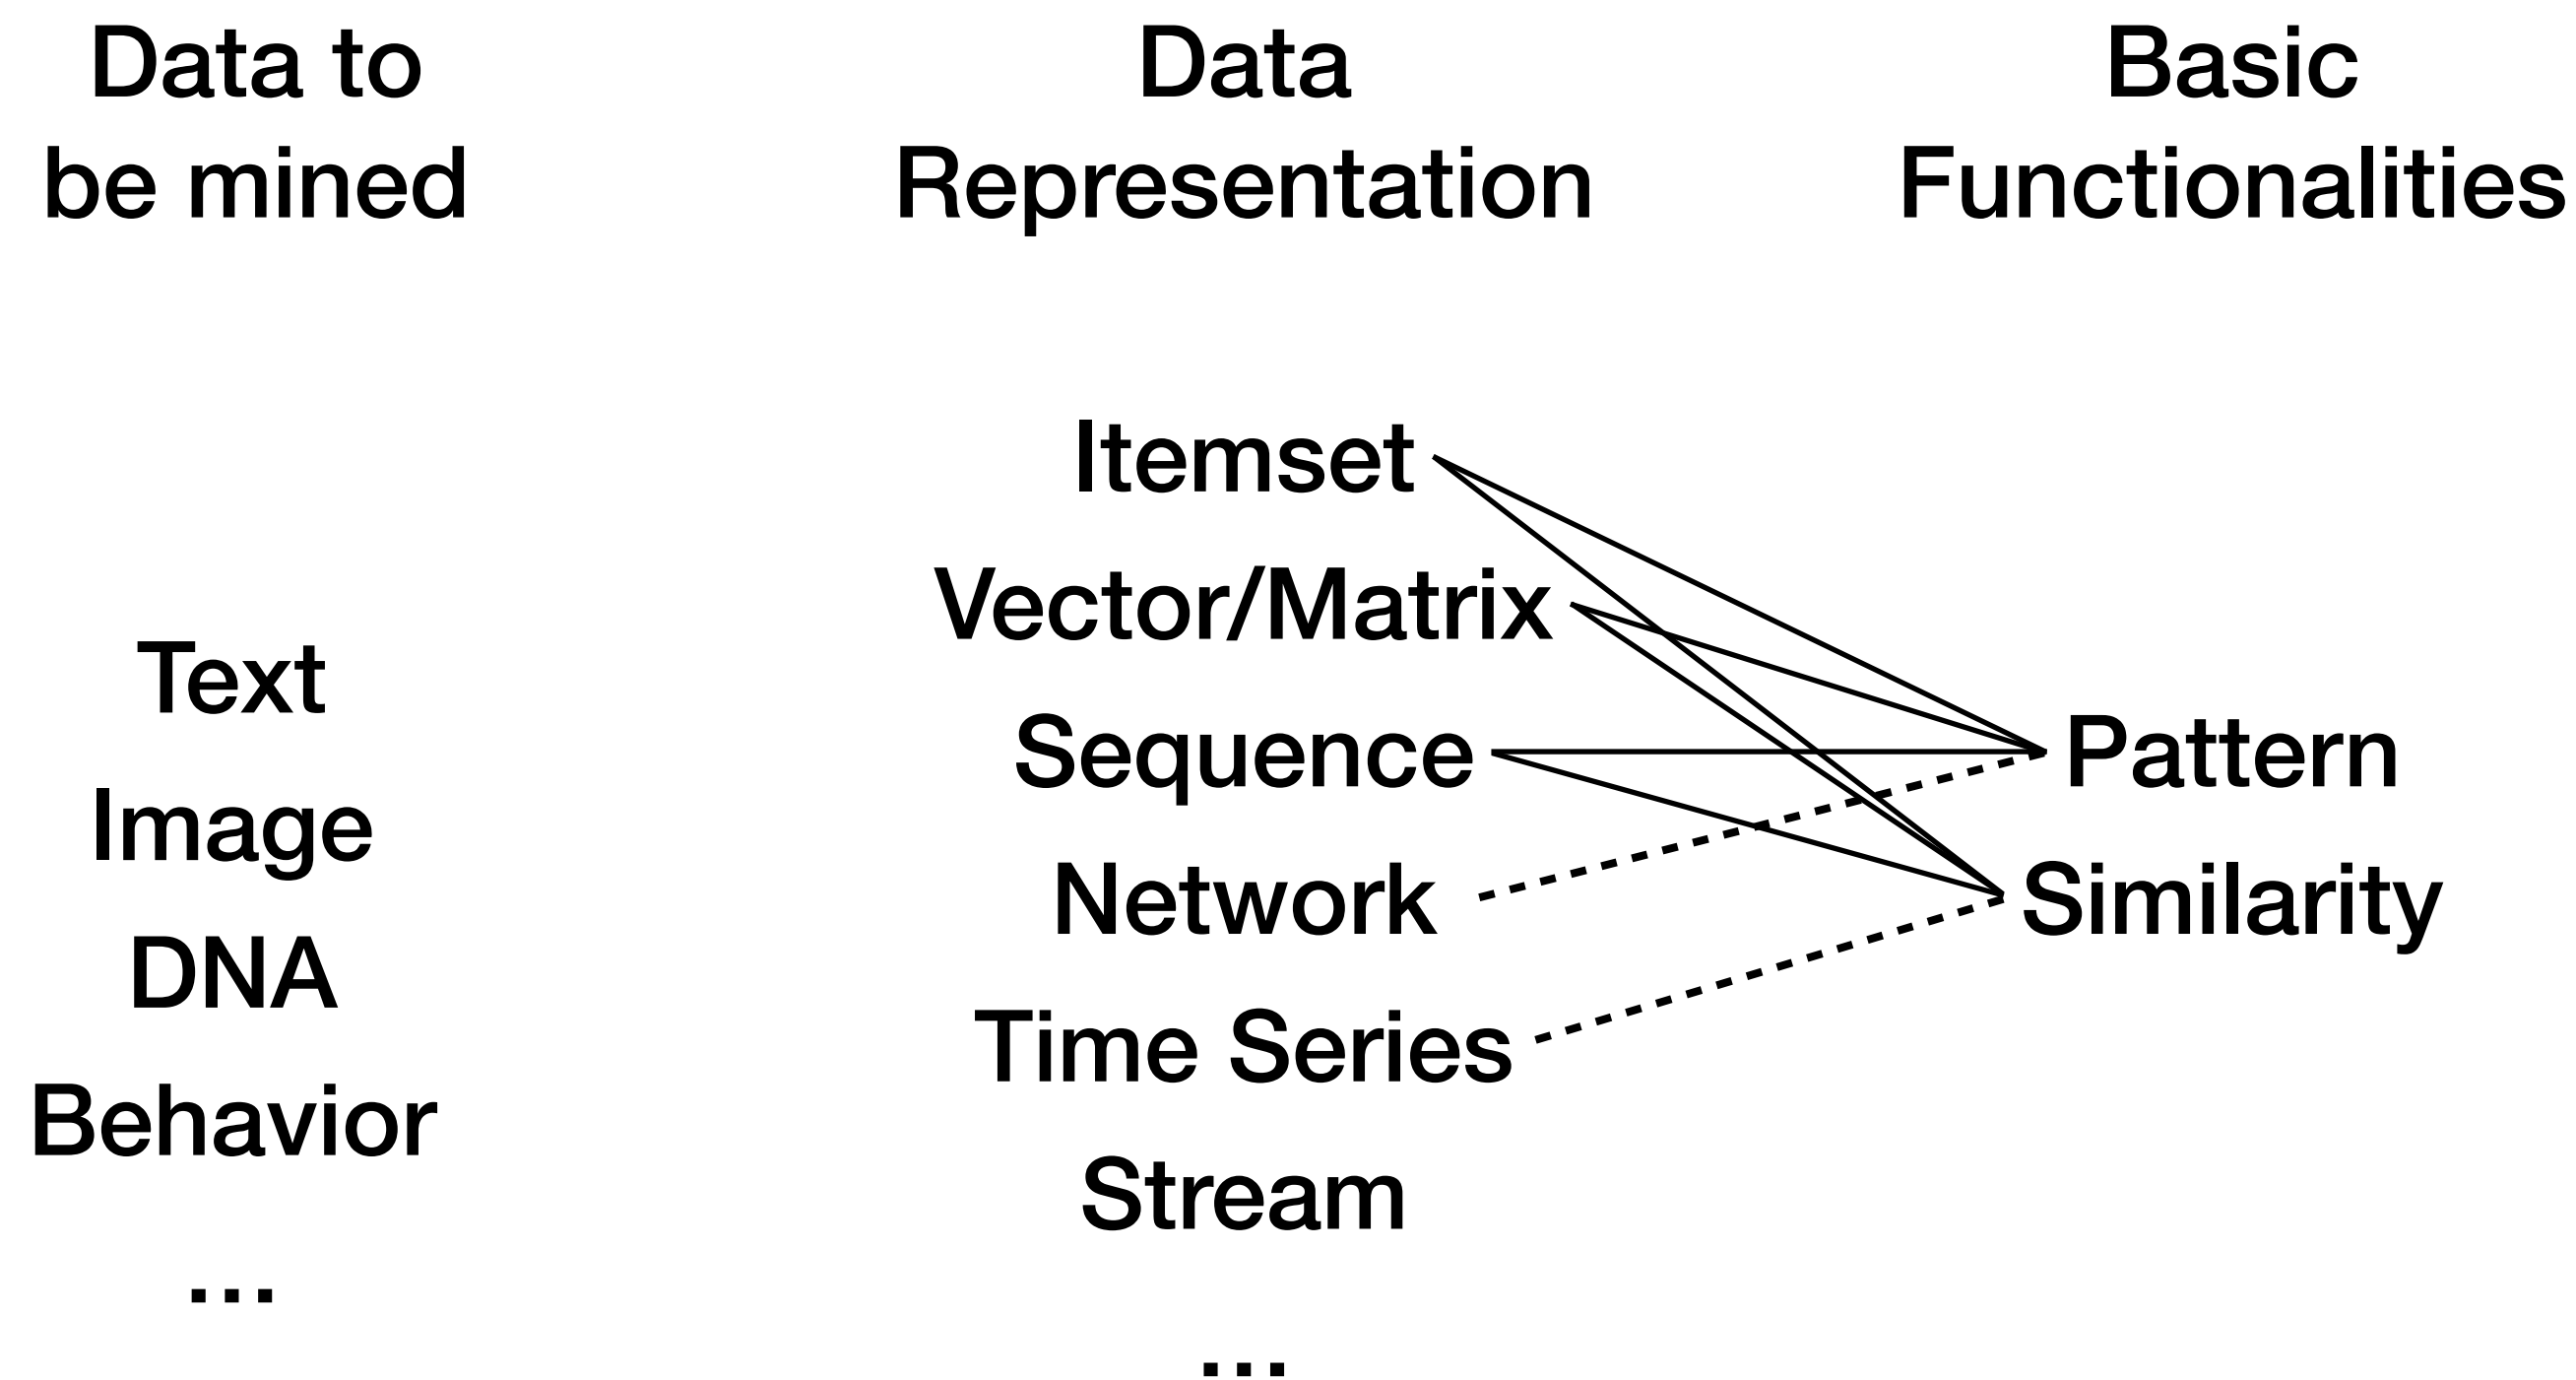 Data to
be mined
Data
Representation
Basic
Functionalities
Text
Image
DNA
Behavior
...
Itemset
Vector/Matrix
Sequence
Network
Time Series
Stream
...
Pattern
Similarity